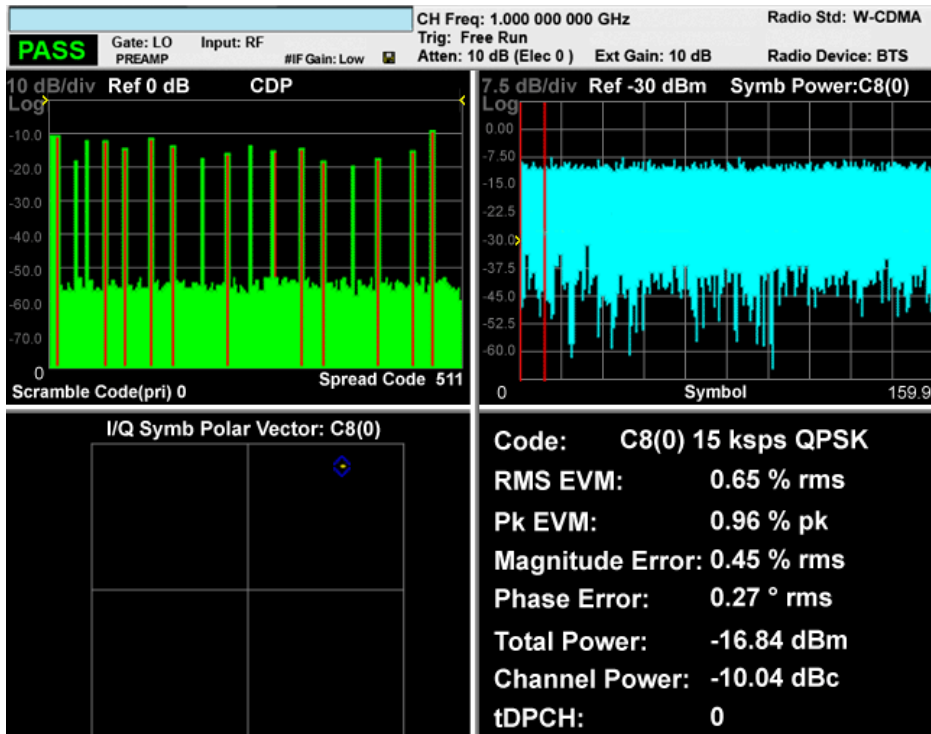 CH Freq: 1.000 000 000 GHz
Radio Std: W-CDMA
PASS
Gate: LO
Input: RF
Trig: Free Run
PREAMP
#IF Gain: Low
Atten: 10 dB (Elec 0 )
Ext Gain: 10 dB
Radio Device: BTS
10 dB/div Ref 0 dB CDP
Log
-10.0
-20.0
-30.0
-40.0
-50.0
-60.0
-70.0
0
Spread Code 511
Scramble Code(pri) 0
7.5 dB/div Ref -30 dBm Symb Power:C8(0)
Log
0.00
-7.50
-15.0
-22.5
-30.0
-37.5
-45.0
-52.5
-60.0
0 Symbol 159.9
I/Q Symb Polar Vector: C8(0)
Code: C8(0) 15 ksps QPSK
RMS EVM: 0.65 % rms
Pk EVM: 0.96 % pk
Magnitude Error: 0.45 % rms
Phase Error: 0.27 ° rms
Total Power: -16.84 dBm
Channel Power: -10.04 dBc
tDPCH: 0